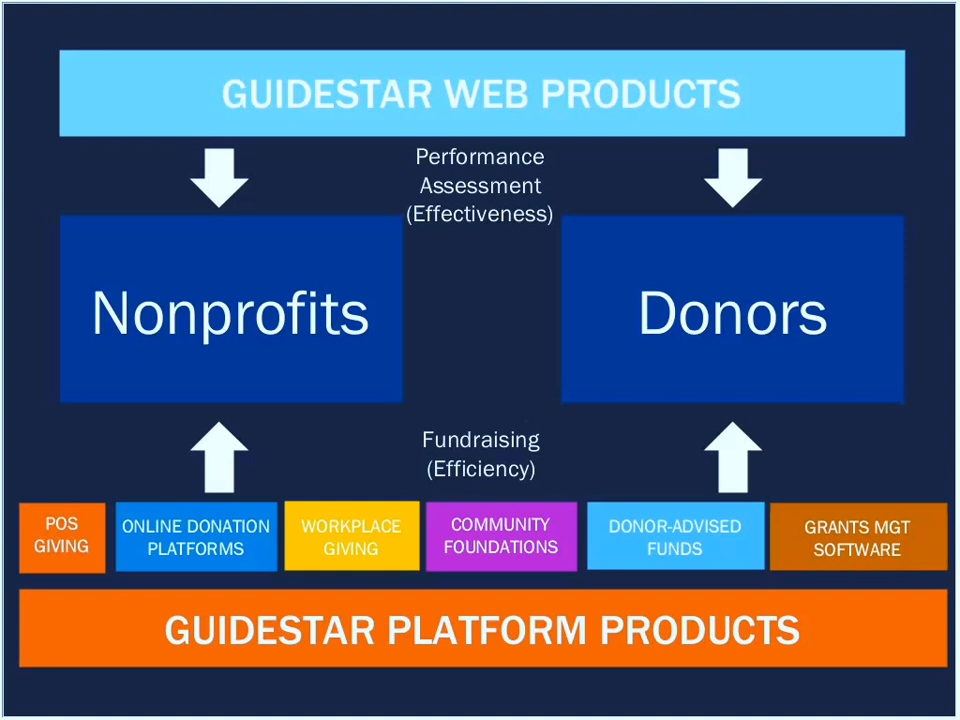 GUIDESTAR WEB PRODUCTS
Performance
Assessment
(Effectiveness)
Nonprofits
Donors
Fundraising
(Efficiency)
POS
GIVING
ONLINE DONATION
PLATFORMS
WORKPLACE
GIVING
COMMUNITY
FOUNDATIONS
DONOR-ADVISED
FUNDS
GRANTS MGT
SOFTWARE
GUIDESTAR PLATFORM PRODUCTS